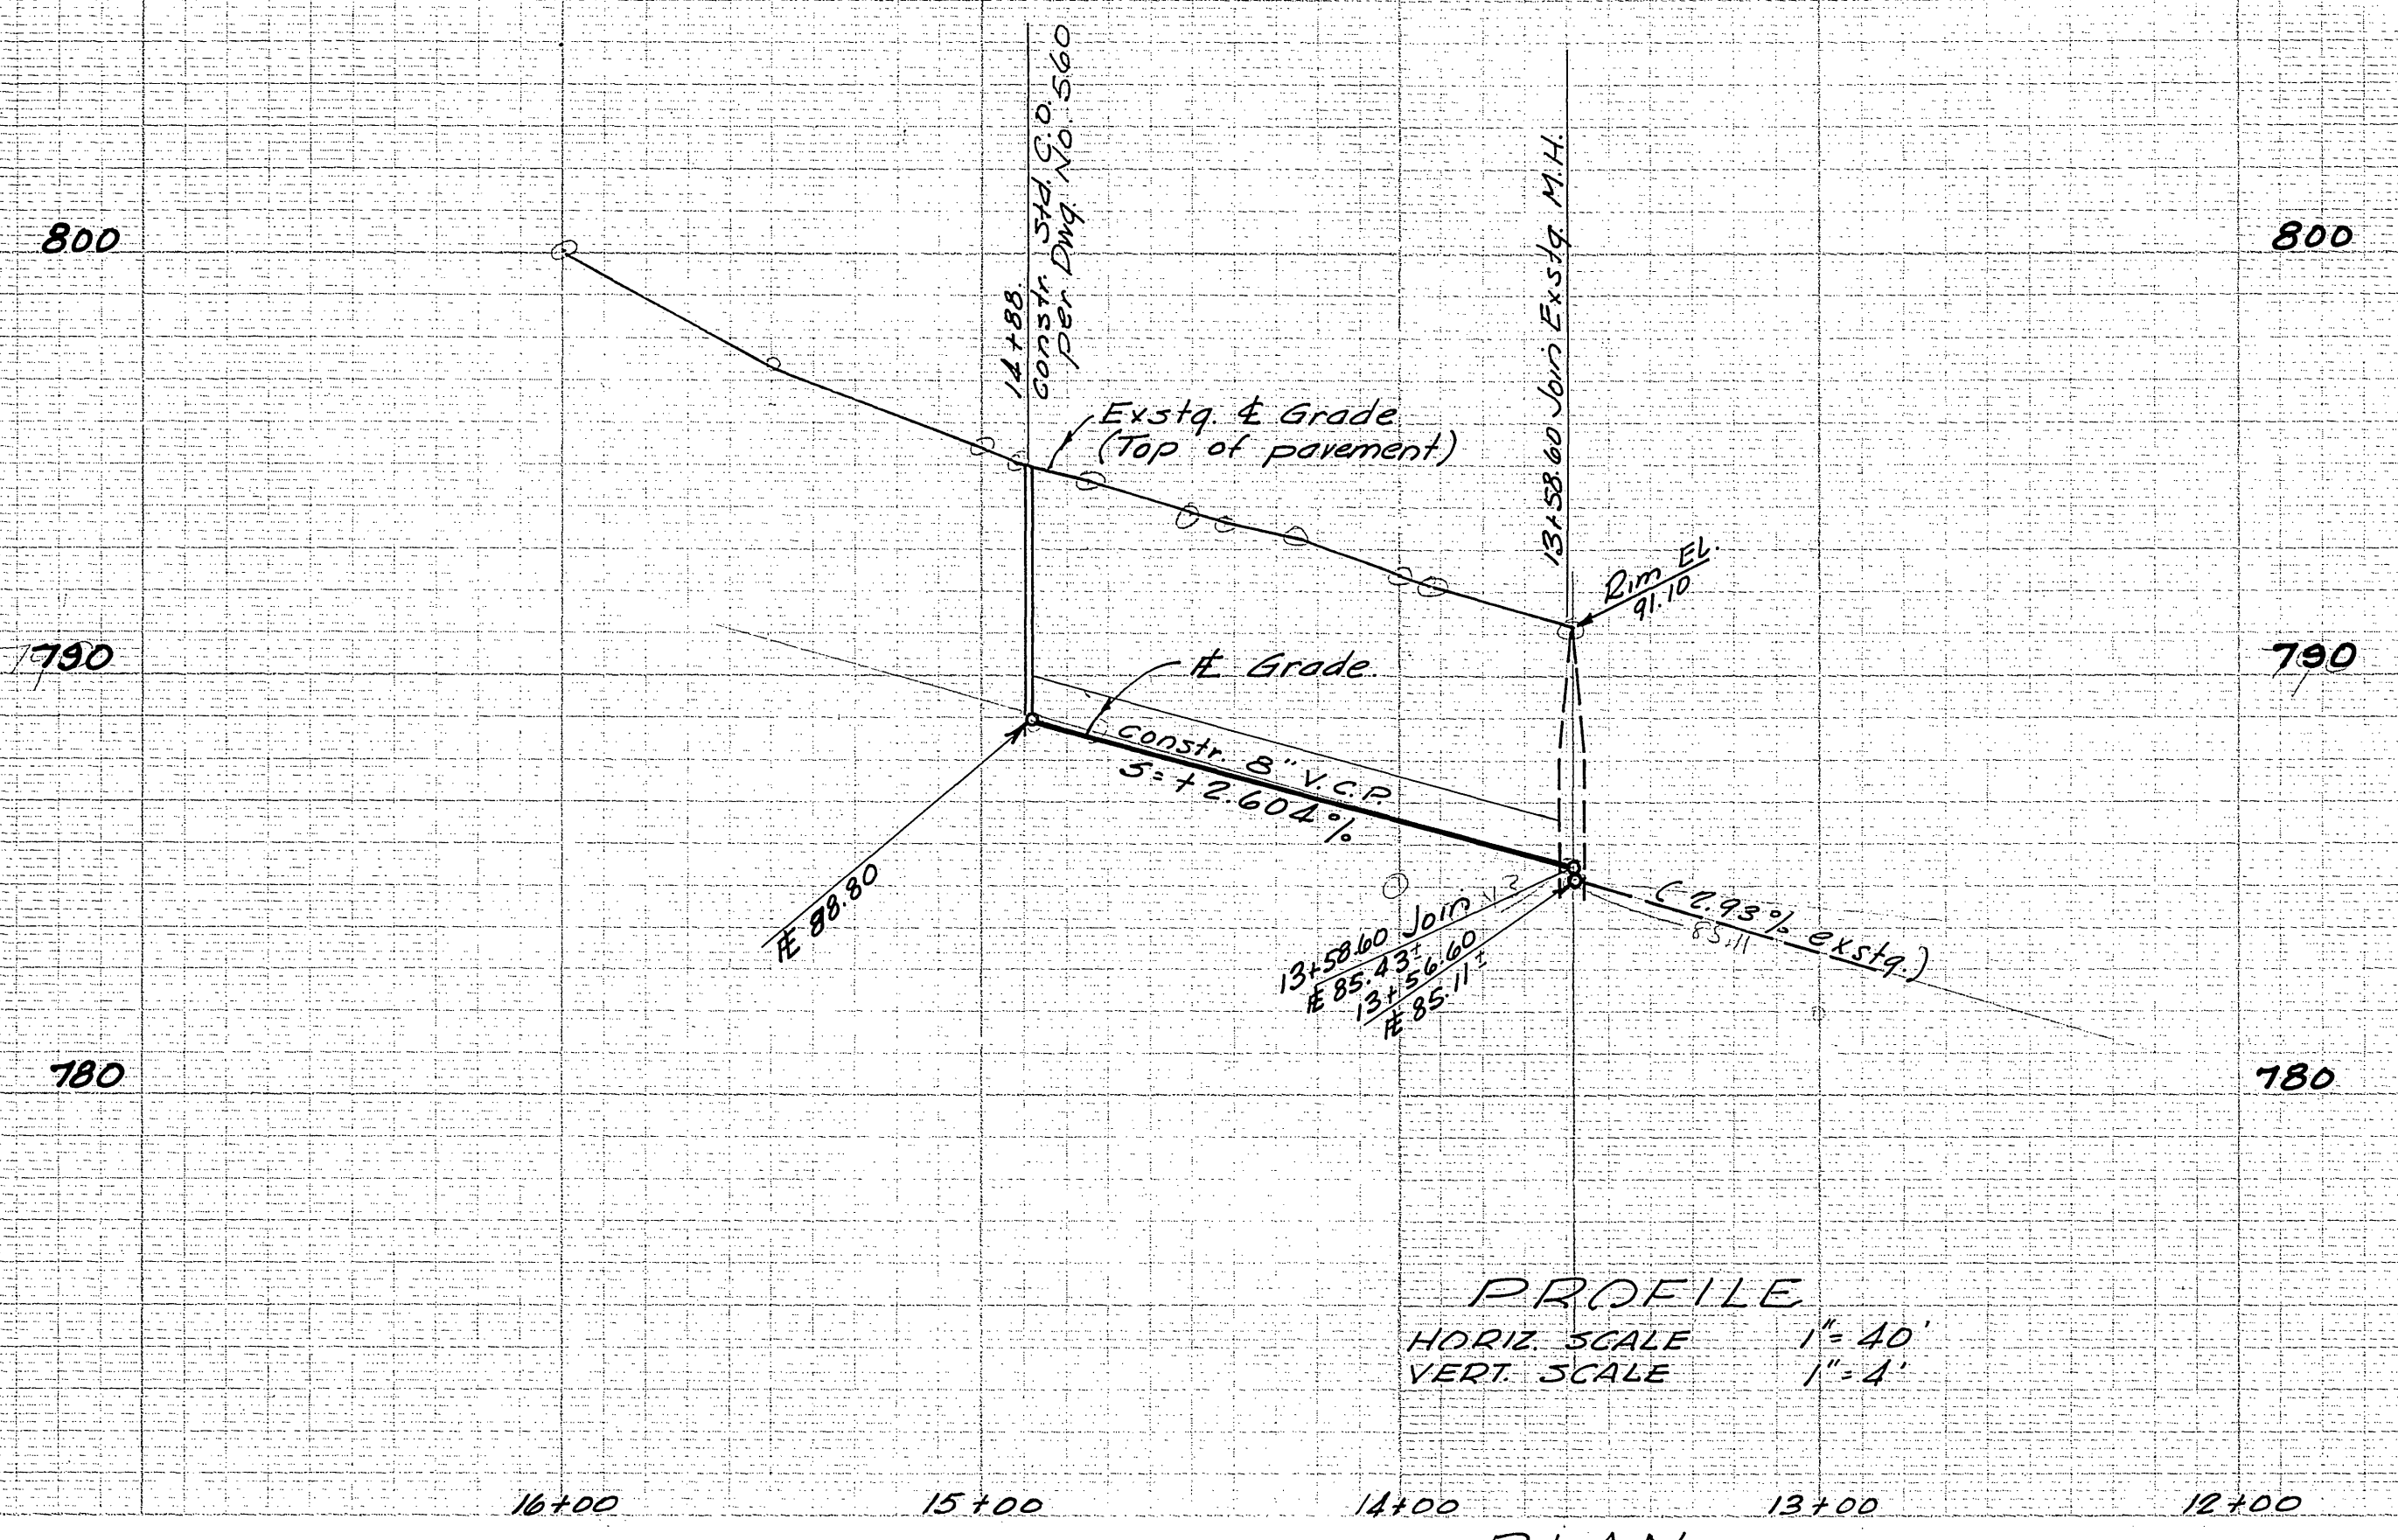 14+88.
Constr. Std. C.O.
per Dwg. No. 560
13+58.60 Join Exstg. M.H.
800
800
Exstg. ℄ Grade
(Top of pavement)
Rim EL.
91.10
790
790
℄ Grade.
Constr. 8" V.C.P.
S=+2.604%
88.80
13+58.60 Join
85.43±
13+56.60
85.11±
(2.93% exstg.)
85.11
780
780
PROFILE
HORIZ. SCALE 1"=40'
VERT. SCALE 1"=4'
16+00 15+00 14+00 13+00 12+00